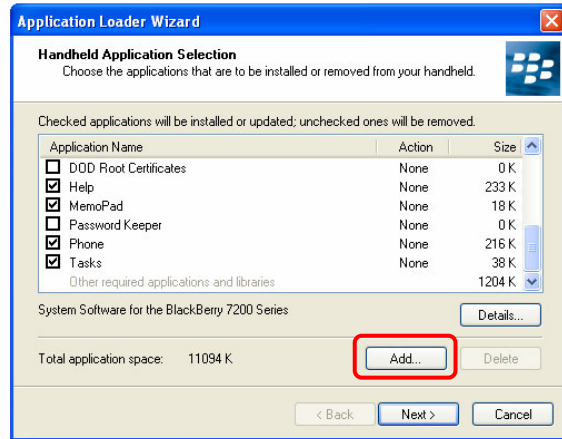 Application Loader Wizard
Handheld Application Selection
Choose the applications that are to be installed or removed from your handheld.
Checked applications will be installed or updated; unchecked ones will be removed.
Application Name Action Size
DOD Root Certificates None 0 K
Help None 233 K
MemoPad None 18 K
Password Keeper None 0 K
Phone None 216 K
Tasks None 38 K
Other required applications and libraries 1204 K
System Software for the BlackBerry 7200 Series
Details...
Total application space: 11094 K Add... Delete
< Back Next > Cancel